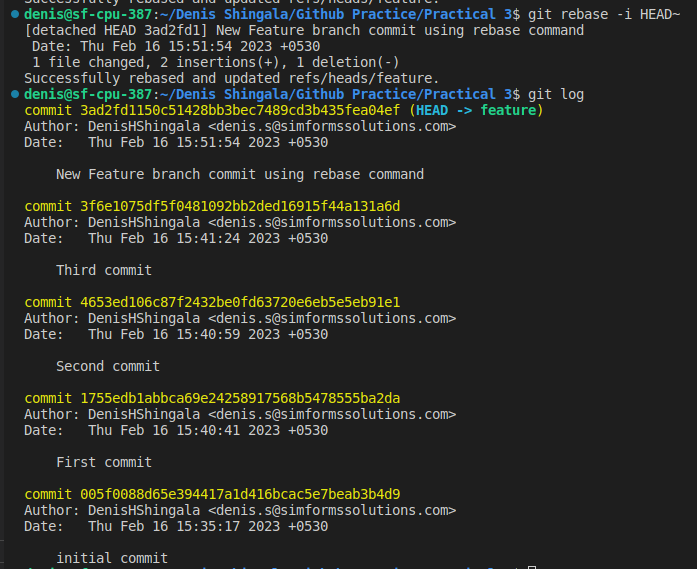 Successfully rebased and updated refs/heads/feature.
denis@sf-cpu-387:~/Denis Shingala/Github Practice/Practical 3$ git rebase -i HEAD~
[detached HEAD 3ad2fd1] New Feature branch commit using rebase command
Date: Thu Feb 16 15:51:54 2023 +0530
1 file changed, 2 insertions(+), 1 deletion(-)
Successfully rebased and updated refs/heads/feature.
denis@sf-cpu-387:~/Denis Shingala/Github Practice/Practical 3$ git log
commit 3ad2fd1150c51428bb3bec7489cd3b435fea04ef (HEAD -> feature)
Author: DenisHShingala <denis.s@simformssolutions.com>
Date:   Thu Feb 16 15:51:54 2023 +0530
New Feature branch commit using rebase command
commit 3f6e1075df5f0481092bb2ded16915f44a131a6d
Author: DenisHShingala <denis.s@simformssolutions.com>
Date:   Thu Feb 16 15:41:24 2023 +0530
Third commit
commit 4653ed106c87f2432be0fd63720e6eb5e5eb91e1
Author: DenisHShingala <denis.s@simformssolutions.com>
Date:   Thu Feb 16 15:40:59 2023 +0530
Second commit
commit 1755edb1abbca69e24258917568b5478555ba2da
Author: DenisHShingala <denis.s@simformssolutions.com>
Date:   Thu Feb 16 15:40:41 2023 +0530
First commit
commit 005f0088d65e394417a1d416bcac5e7beab3b4d9
Author: DenisHShingala <denis.s@simformssolutions.com>
Date:   Thu Feb 16 15:35:17 2023 +0530
initial commit